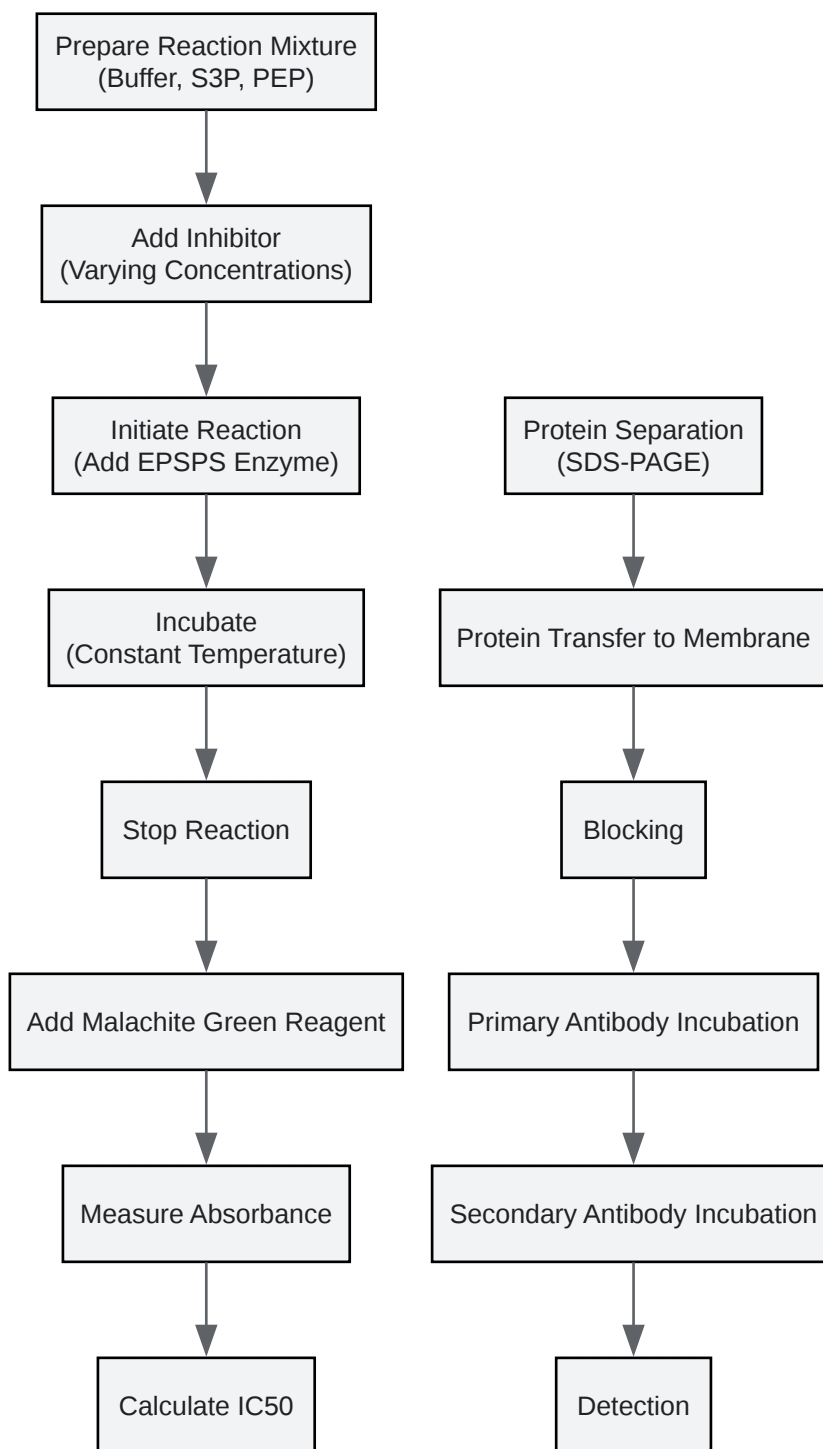 Prepare Reaction Mixture
(Buffer, S3P, PEP)
Add Inhibitor
(Varying Concentrations)
Initiate Reaction
(Add EPSPS Enzyme)
Incubate
(Constant Temperature)
Stop Reaction
Add Malachite Green Reagent
Measure Absorbance
Calculate IC50
Protein Separation
(SDS-PAGE)
Protein Transfer to Membrane
Blocking
Primary Antibody Incubation
Secondary Antibody Incubation
Detection